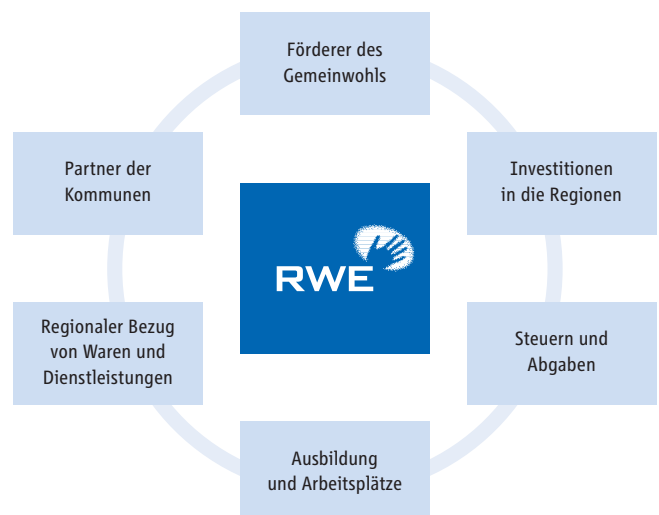 Förderer des
Gemeinwohls
Partner der
Kommunen
Investitionen
in die Regionen
RWE
Regionaler Bezug
von Waren und
Dienstleistungen
Steuern und
Abgaben
Ausbildung
und Arbeitsplätze